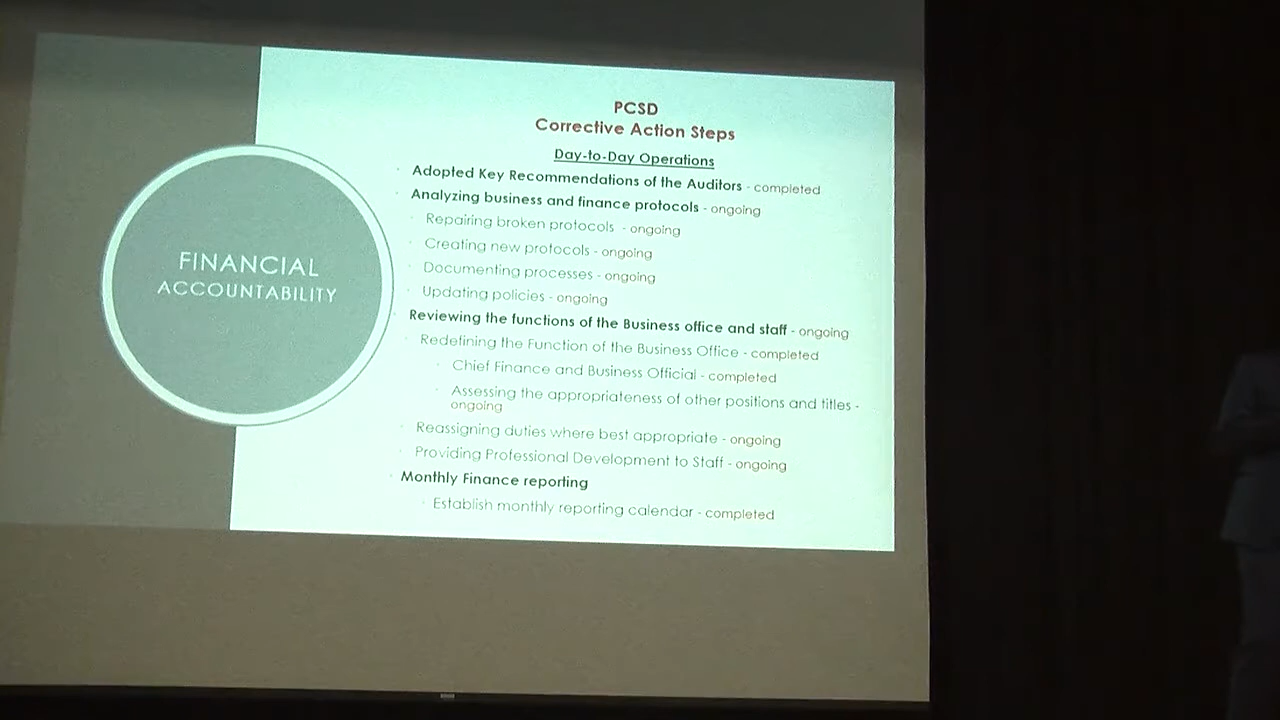 FINANCIAL
ACCOUNTABILITY
PCSD
Corrective Action Steps
Day-to-Day Operations
Adopted Key Recommendations of the Auditors - completed
Analyzing business and finance protocols - ongoing
Repairing broken protocols - ongoing
Creating new protocols - ongoing
Documenting processes - ongoing
Updating policies - ongoing
Reviewing the functions of the Business office and staff - ongoing
Redefining the Function of the Business Office - completed
Chief Finance and Business Official - completed
Assessing the appropriateness of other positions and titles -
ongoing
Reassigning duties where best appropriate - ongoing
Providing Professional Development to Staff - ongoing
Monthly Finance reporting
Establish monthly reporting calendar - completed